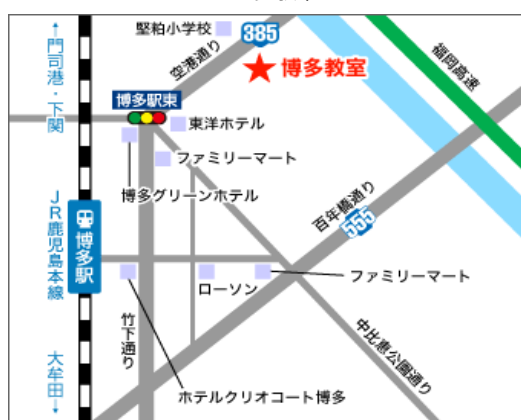 堅粕小学校
385
←門司港・下関
空港通り
博多教室
福岡高速
博多駅東
東洋ホテル
ファミリーマート
博多グリーンホテル
百年橋通り
555
JR鹿児島本線
博多駅
ローソン
ファミリーマート
竹下通り
中比恵公園通り
大牟田→
ホテルクリオコート博多